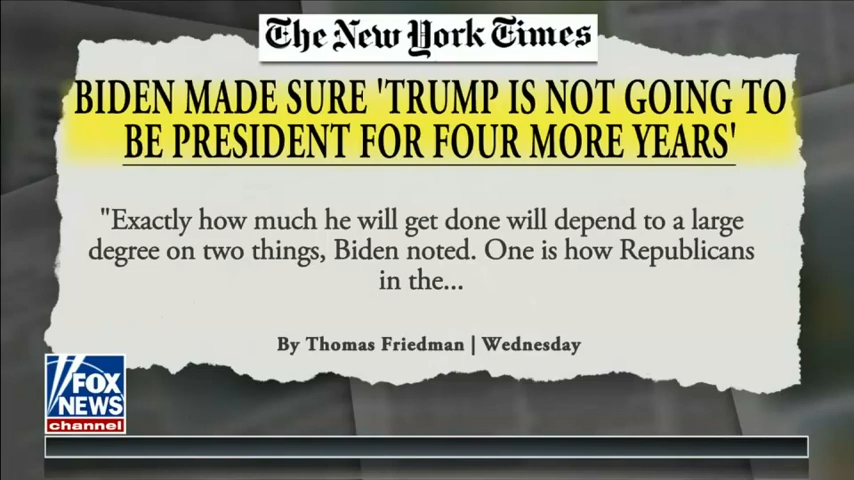 The New York Times
BIDEN MADE SURE 'TRUMP IS NOT GOING TO
BE PRESIDENT FOR FOUR MORE YEARS'
"Exactly how much he will get done will depend to a large
degree on two things, Biden noted. One is how Republicans
in the...
By Thomas Friedman | Wednesday
FOX
NEWS
channel